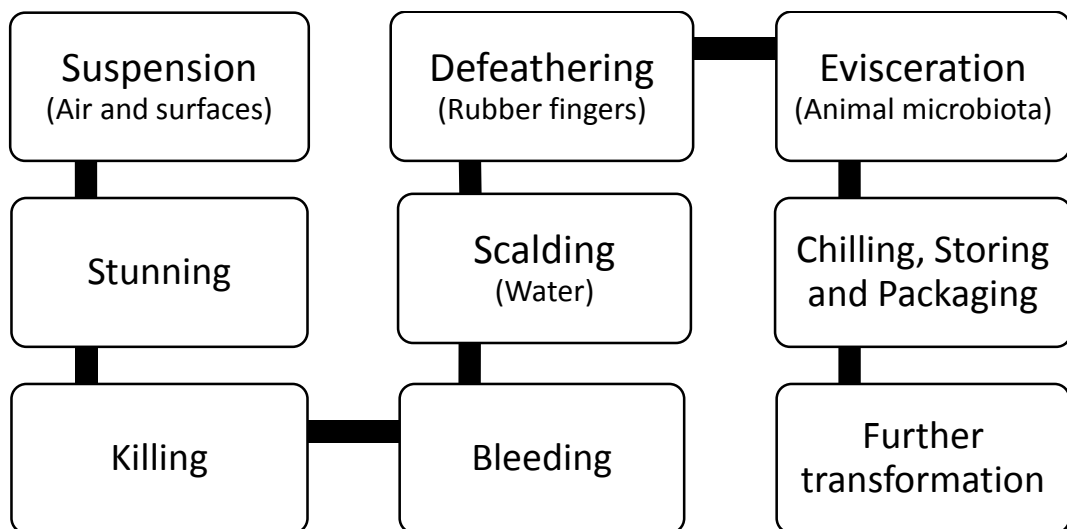 Suspension
(Air and surfaces)
Stunning
Killing
Bleeding
Scalding
(Water)
Defeathering
(Rubber fingers)
Evisceration
(Animal microbiota)
Chilling, Storing
and Packaging
Further
transformation